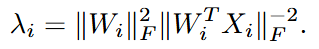 λ_i = ‖W_i‖_F^2 ‖W_i^T X_i‖_F^{-2}.